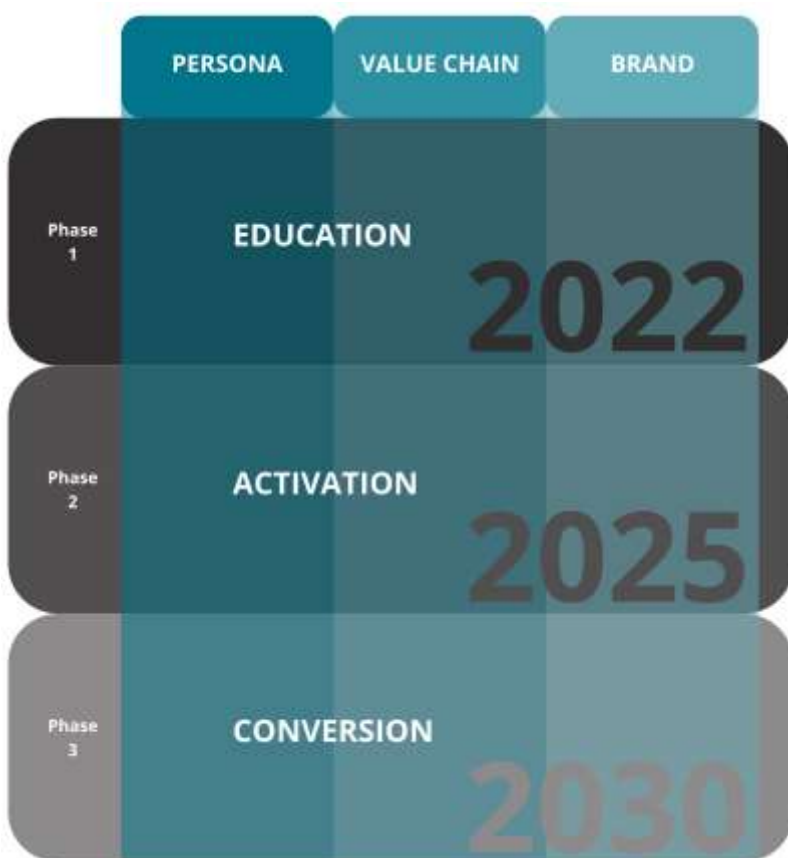 PERSONA VALUE CHAIN BRAND
Phase
1
EDUCATION
2022
Phase
2
ACTIVATION
2025
Phase
3
CONVERSION
2030